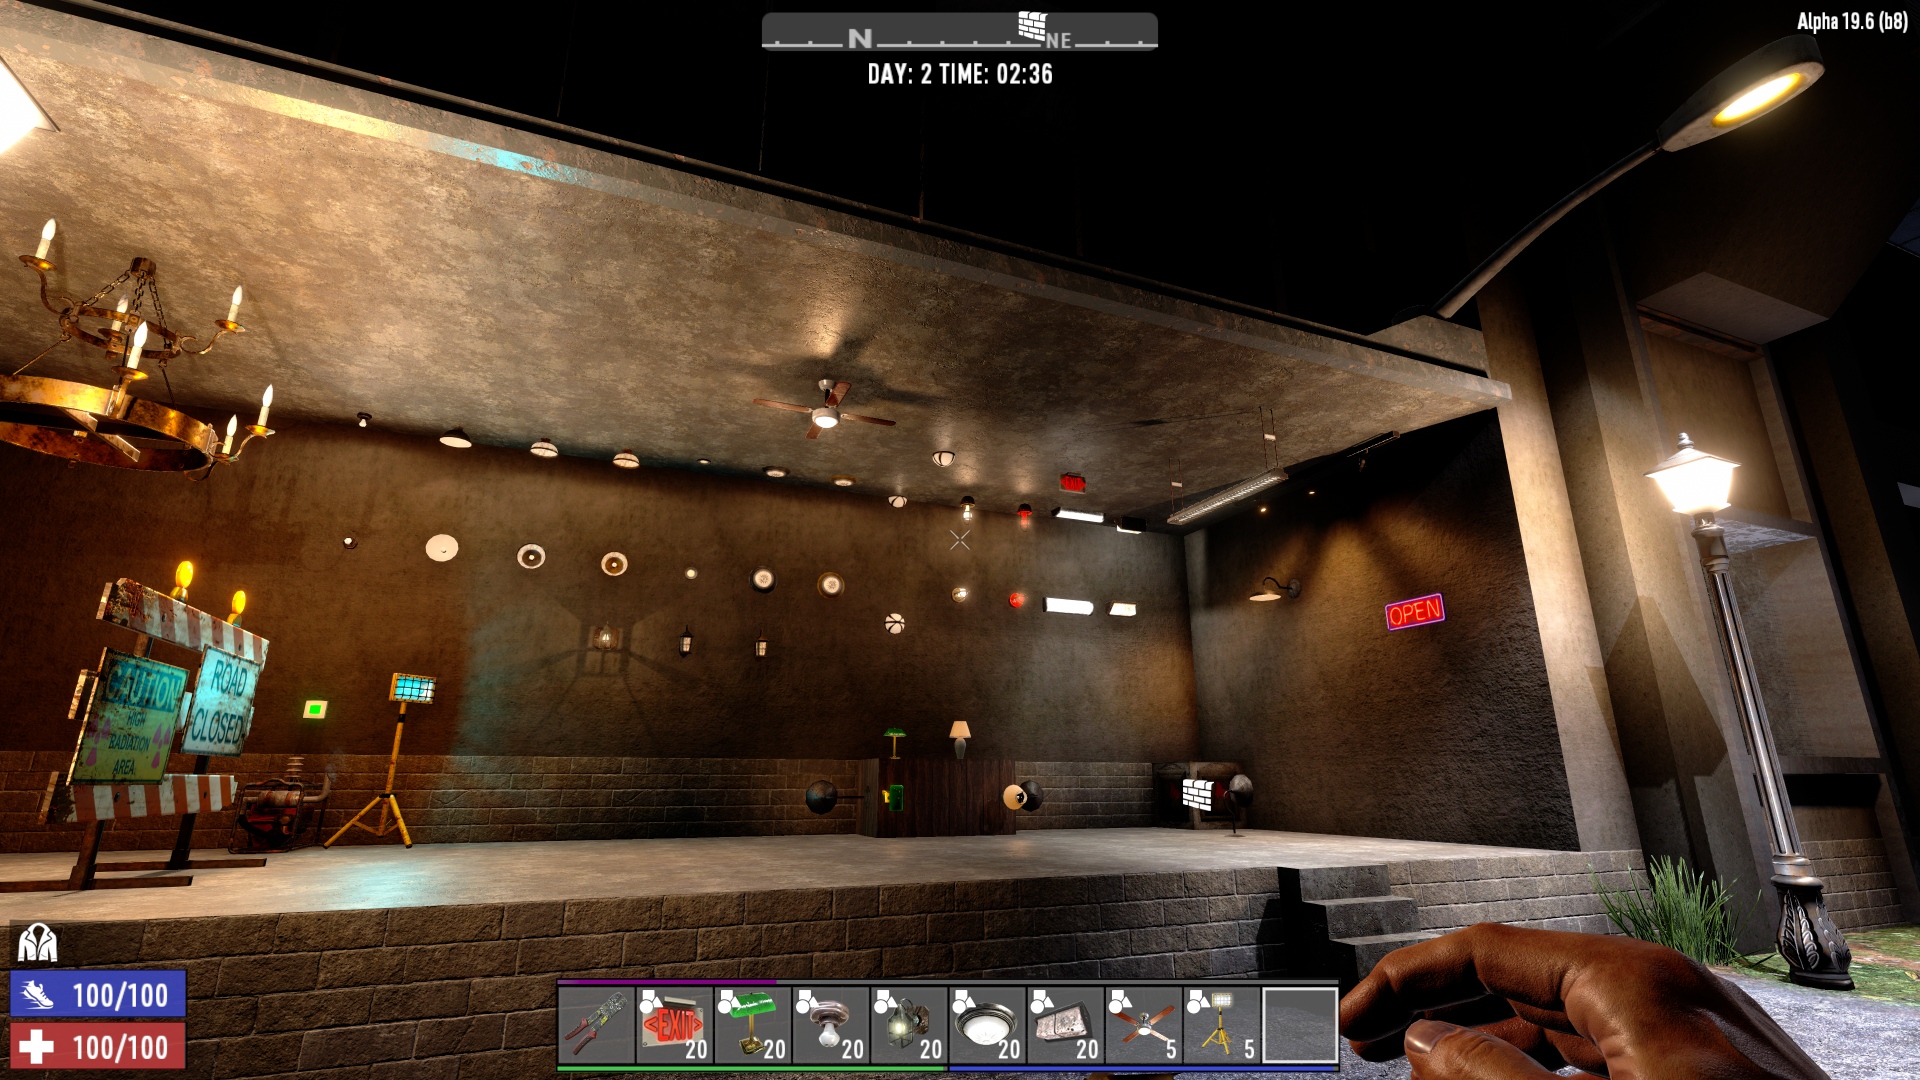 Alpha 19.6 (b8)
N
NE
DAY: 2 TIME: 02:36
EXIT
OPEN
CAUTION
HIGH
RADIATION
AREA
ROAD
CLOSED
100/100
100/100
EXIT
20
20
20
20
20
20
5
5